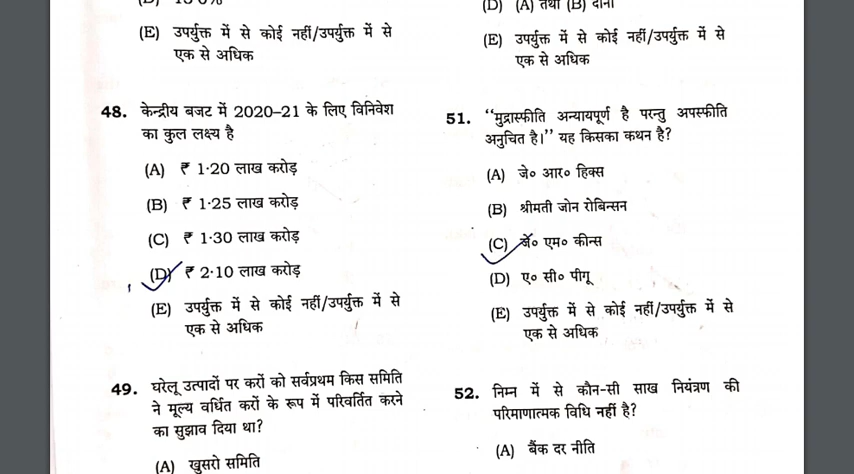 (E) उपर्युक्त में से कोई नहीं/उपर्युक्त में से
एक से अधिक
48. केन्द्रीय बजट में 2020–21 के लिए विनिवेश
का कुल लक्ष्य है
(A) ₹ 1·20 लाख करोड़
(B) ₹ 1·25 लाख करोड़
(C) ₹ 1·30 लाख करोड़
(D) ₹ 2·10 लाख करोड़
(E) उपर्युक्त में से कोई नहीं/उपर्युक्त में से
एक से अधिक
49. घरेलू उत्पादों पर करों को सर्वप्रथम किस समिति
ने मूल्य वर्धित करों के रूप में परिवर्तित करने
का सुझाव दिया था?
(A) खुसरो समिति
(D) (A) तथा (B) दोनों
(E) उपर्युक्त में से कोई नहीं/उपर्युक्त में से
एक से अधिक
51. “मुद्रास्फीति अन्यायपूर्ण है परन्तु अपस्फीति
अनुचित है।” यह किसका कथन है?
(A) जे० आर० हिक्स
(B) श्रीमती जोन रोबिन्सन
(C) जे० एम० कीन्स
(D) ए० सी० पीगू
(E) उपर्युक्त में से कोई नहीं/उपर्युक्त में से
एक से अधिक
52. निम्न में से कौन-सी साख नियंत्रण की
परिमाणात्मक विधि नहीं है?
(A) बैंक दर नीति